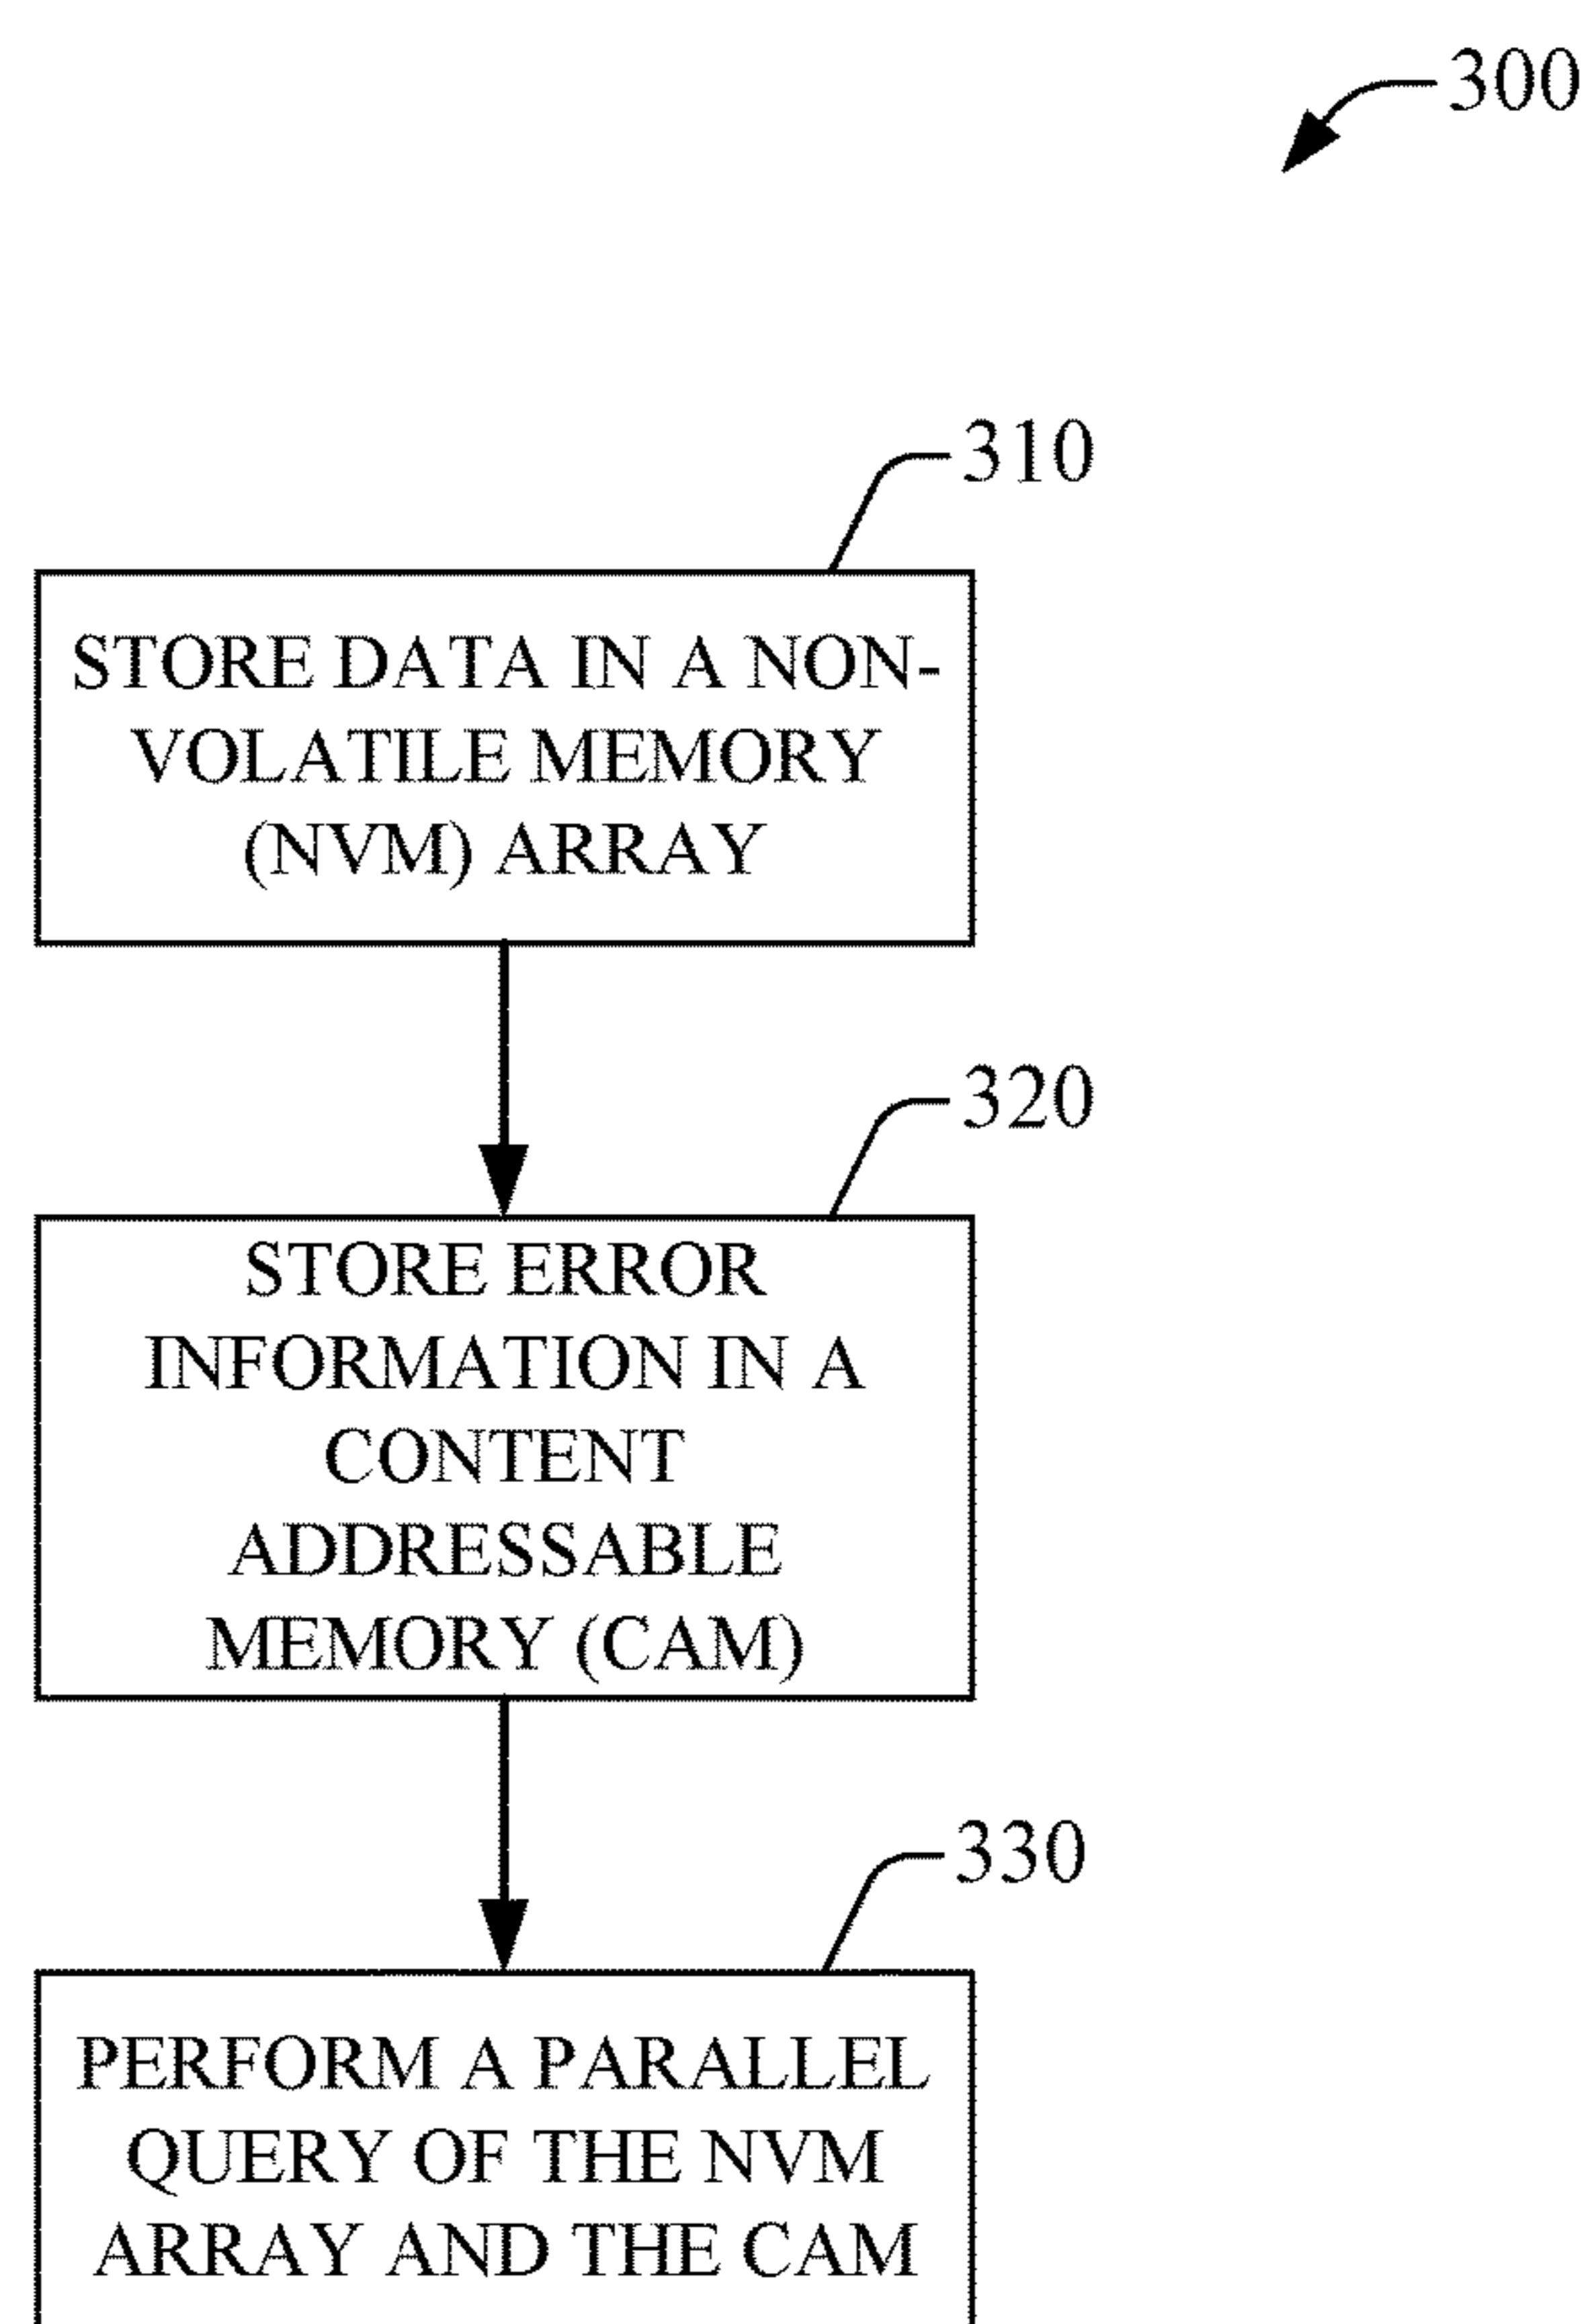 300
310
STORE DATA IN A NON-
VOLATILE MEMORY
(NVM) ARRAY
320
STORE ERROR
INFORMATION IN A
CONTENT
ADDRESSABLE
MEMORY (CAM)
330
PERFORM A PARALLEL
QUERY OF THE NVM
ARRAY AND THE CAM